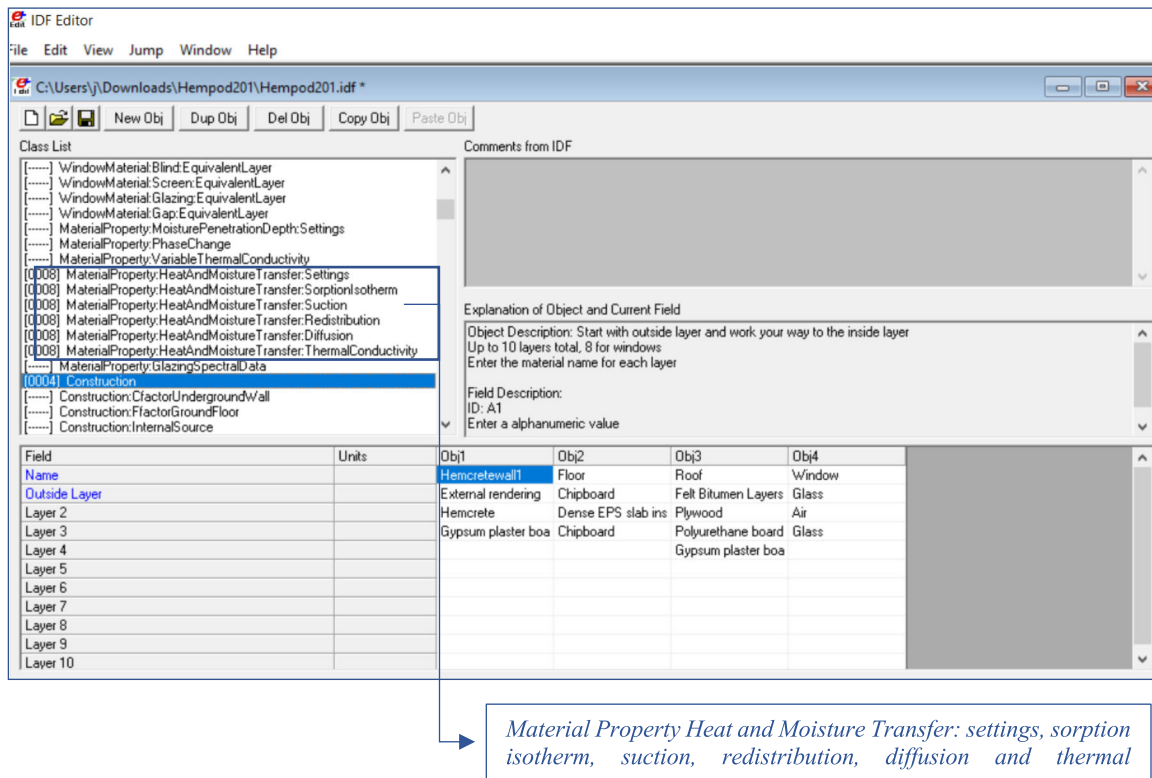 IDF Editor
File Edit View Jump Window Help
C:\Users\j\Downloads\Hempod201\Hempod201.idf *
New Obj Dup Obj Del Obj Copy Obj Paste Obj
Class List
Comments from IDF
[------] WindowMaterial:Blind:EquivalentLayer
[------] WindowMaterial:Screen:EquivalentLayer
[------] WindowMaterial:Glazing:EquivalentLayer
[------] WindowMaterial:Gap:EquivalentLayer
[------] MaterialProperty:MoisturePenetrationDepth:Settings
[------] MaterialProperty:PhaseChange
[------] MaterialProperty:VariableThermalConductivity
[0008] MaterialProperty:HeatAndMoistureTransfer:Settings
[0008] MaterialProperty:HeatAndMoistureTransfer:SorptionIsotherm
[0008] MaterialProperty:HeatAndMoistureTransfer:Suction
[0008] MaterialProperty:HeatAndMoistureTransfer:Redistribution
[0008] MaterialProperty:HeatAndMoistureTransfer:Diffusion
[0008] MaterialProperty:HeatAndMoistureTransfer:ThermalConductivity
[------] MaterialProperty:GlazingSpectralData
[0004] Construction
[------] Construction:CfactorUndergroundWall
[------] Construction:FfactorGroundFloor
[------] Construction:InternalSource
Explanation of Object and Current Field
Object Description: Start with outside layer and work your way to the inside layer
Up to 10 layers total, 8 for windows
Enter the material name for each layer
Field Description:
ID: A1
Enter a alphanumeric value
Field Units Obj1 Obj2 Obj3 Obj4
Name Hemcretewall1 Floor Roof Window
Outside Layer External rendering Chipboard Felt Bitumen Layers Glass
Layer 2 Hemcrete Dense EPS slab ins Plywood Air
Layer 3 Gypsum plaster boa Chipboard Polyurethane board Glass
Layer 4 Gypsum plaster boa
Layer 5
Layer 6
Layer 7
Layer 8
Layer 9
Layer 10
Material Property Heat and Moisture Transfer: settings, sorption
isotherm, suction, redistribution, diffusion and thermal